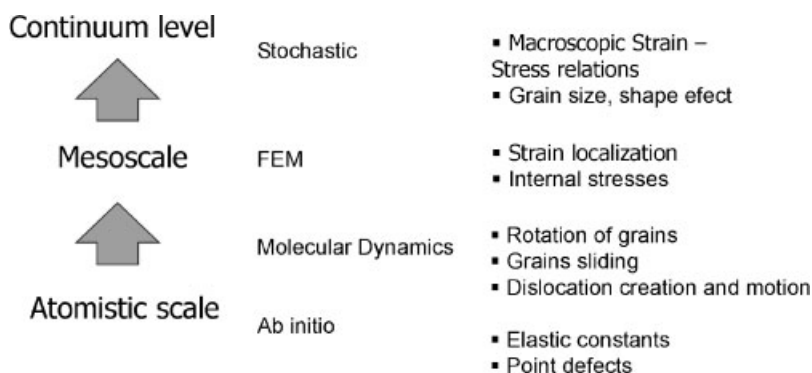 Continuum level
Stochastic
▪ Macroscopic Strain –
Stress relations
▪ Grain size, shape efect
Mesoscale
FEM
▪ Strain localization
▪ Internal stresses
Molecular Dynamics
▪ Rotation of grains
▪ Grains sliding
▪ Dislocation creation and motion
Atomistic scale
Ab initio
▪ Elastic constants
▪ Point defects